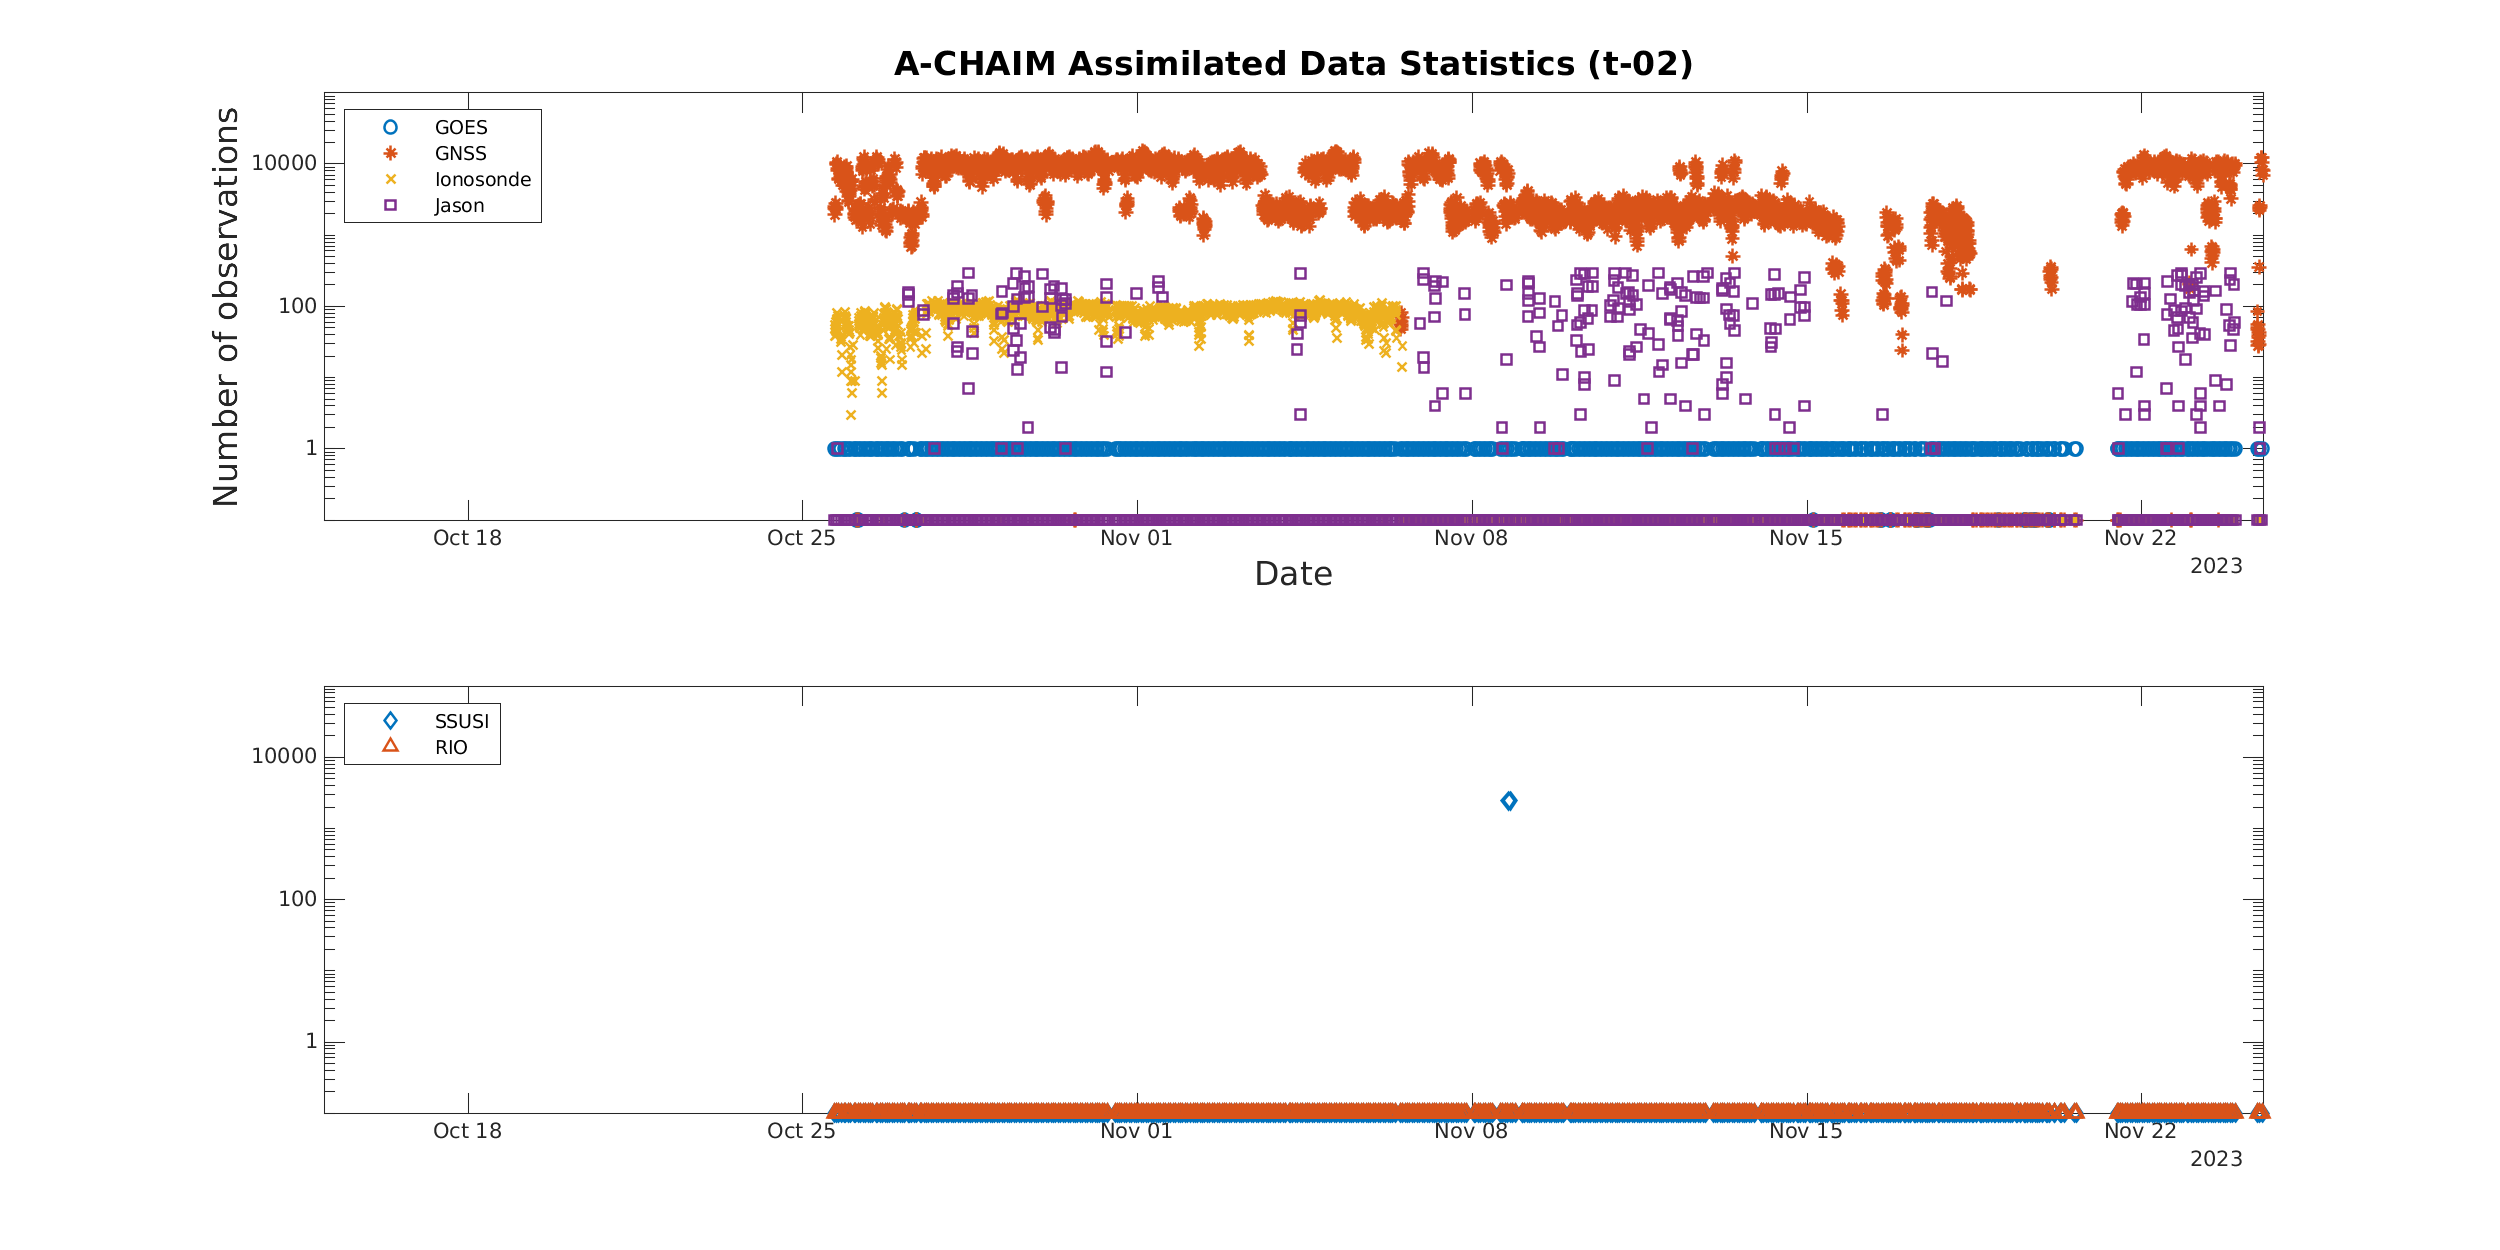 A-CHAIM Assimilated Data Statistics (t-02)
GOES
GNSS
Ionosonde
Jason
Number of observations
10000
100
1
Oct 18 Oct 25 Nov 01 Nov 08 Nov 15 Nov 22
2023
Date
SSUSI
RIO
10000
100
1
Oct 18 Oct 25 Nov 01 Nov 08 Nov 15 Nov 22
2023